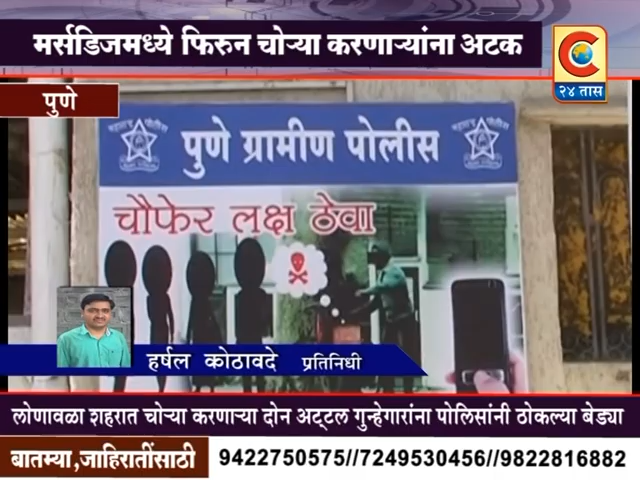 मर्सडिजमध्ये फिरुन चोऱ्या करणाऱ्यांना अटक
C
२४ तास
पुणे
पुणे ग्रामीण पोलीस
चौफेर लक्ष ठेवा
हर्षल कोठावदे प्रतिनिधी
लोणावळा शहरात चोऱ्या करणाऱ्या दोन अट्टल गुन्हेगारांना पोलिसांनी ठोकल्या बेड्या
बातम्या,जाहिरातींसाठी 9422750575//7249530456//9822816882